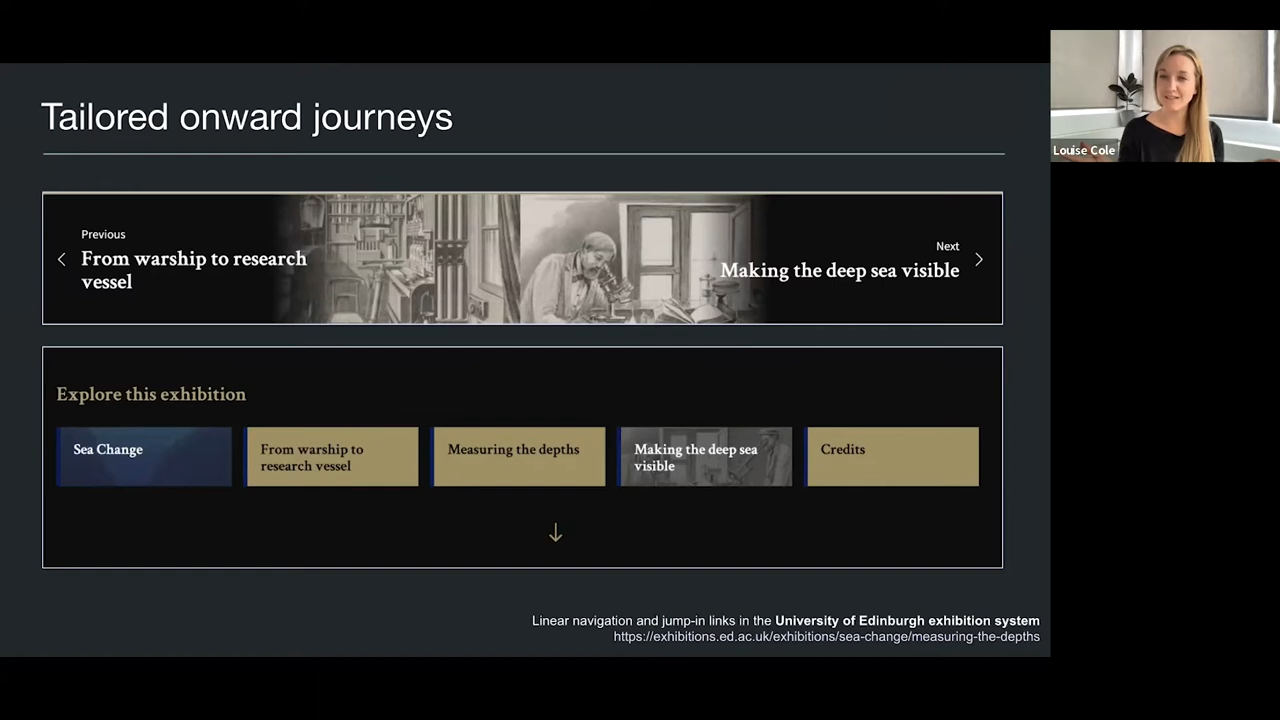 Tailored onward journeys
Louise Cole
Previous
From warship to research
vessel
Next
Making the deep sea visible
Explore this exhibition
Sea Change
From warship to
research vessel
Measuring the depths
Making the deep sea
visible
Credits
Linear navigation and jump-in links in the University of Edinburgh exhibition system
https://exhibitions.ed.ac.uk/exhibitions/sea-change/measuring-the-depths